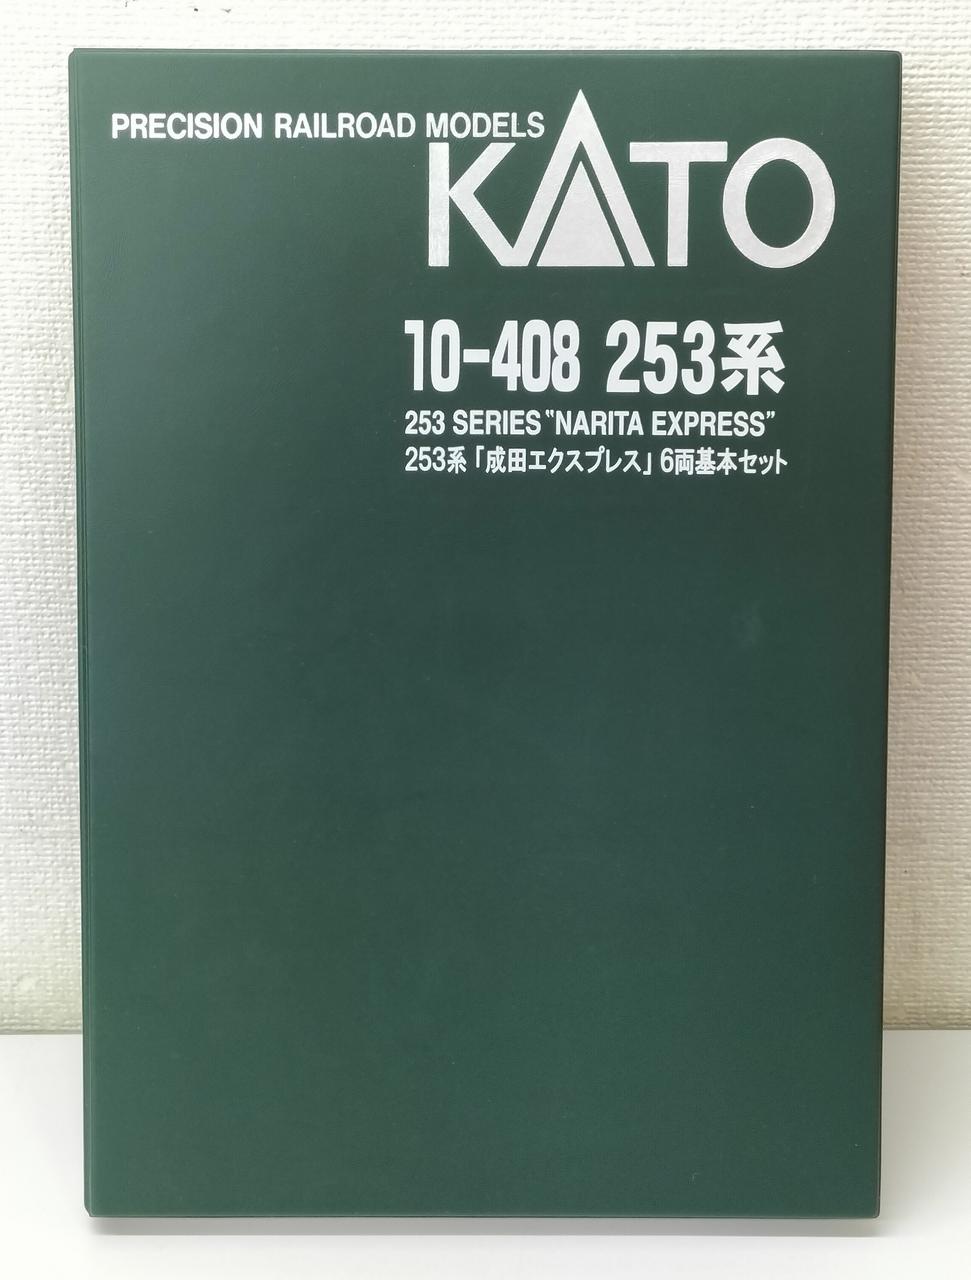 PRECISION RAILROAD MODELS
KATO
10-408 253系
253 SERIES "NARITA EXPRESS"
253系「成田エクスプレス」6両基本セット